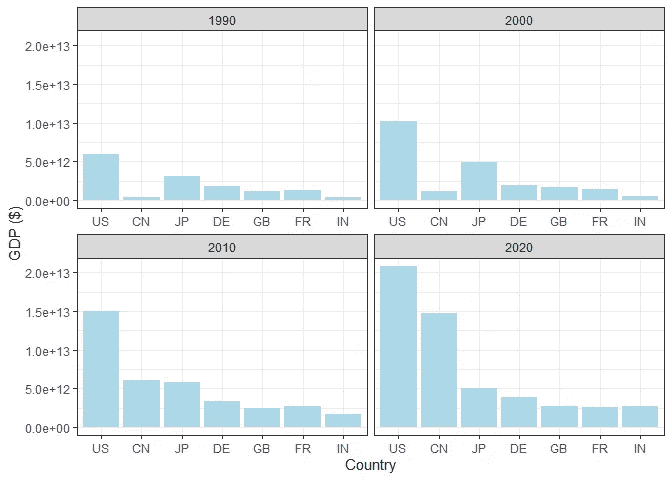 1990
2000
2.0e+13
1.5e+13
1.0e+13
5.0e+12
0.0e+00
US CN JP DE GB FR IN
US CN JP DE GB FR IN
GDP ($)
2010
2020
2.0e+13
1.5e+13
1.0e+13
5.0e+12
0.0e+00
US CN JP DE GB FR IN
US CN JP DE GB FR IN
Country